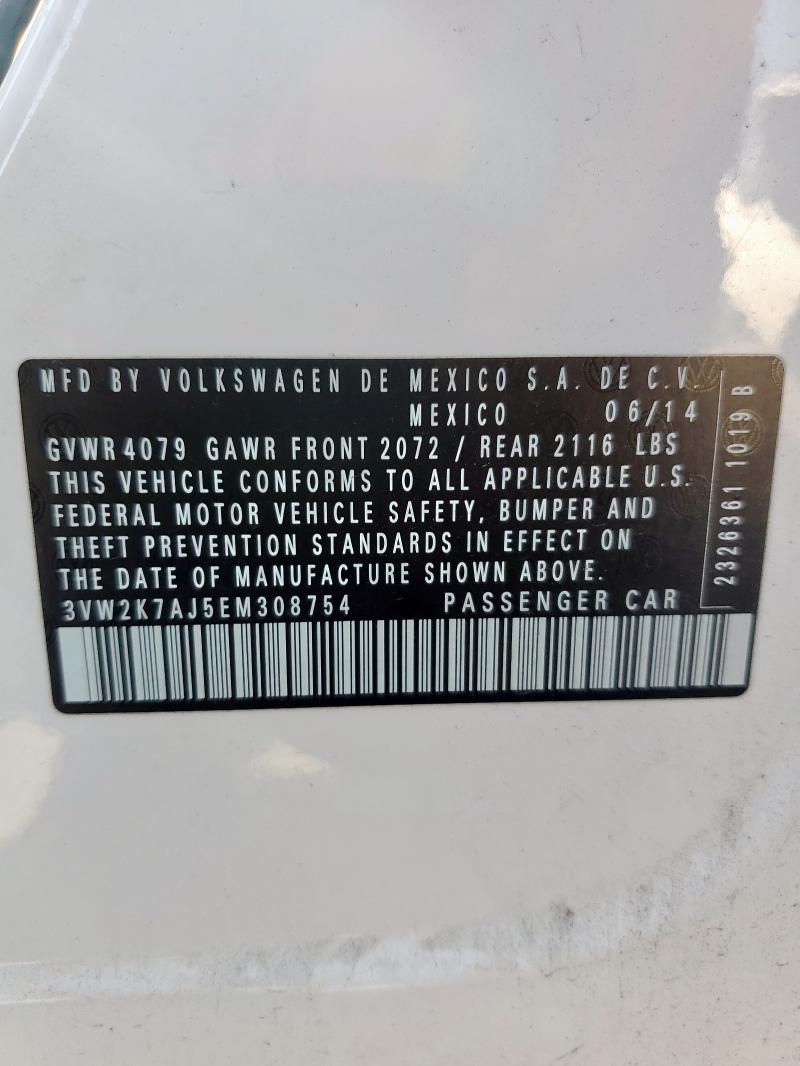 MFD BY VOLKSWAGEN DE MEXICO S.A. DE C.V.
MEXICO 06/14
GVWR 4079 GAWR FRONT 2072 / REAR 2116 LBS
THIS VEHICLE CONFORMS TO ALL APPLICABLE U.S.
FEDERAL MOTOR VEHICLE SAFETY, BUMPER AND
THEFT PREVENTION STANDARDS IN EFFECT ON
THE DATE OF MANUFACTURE SHOWN ABOVE.
3VW2K7AJ5EM308754 PASSENGER CAR
2326361 1019 B